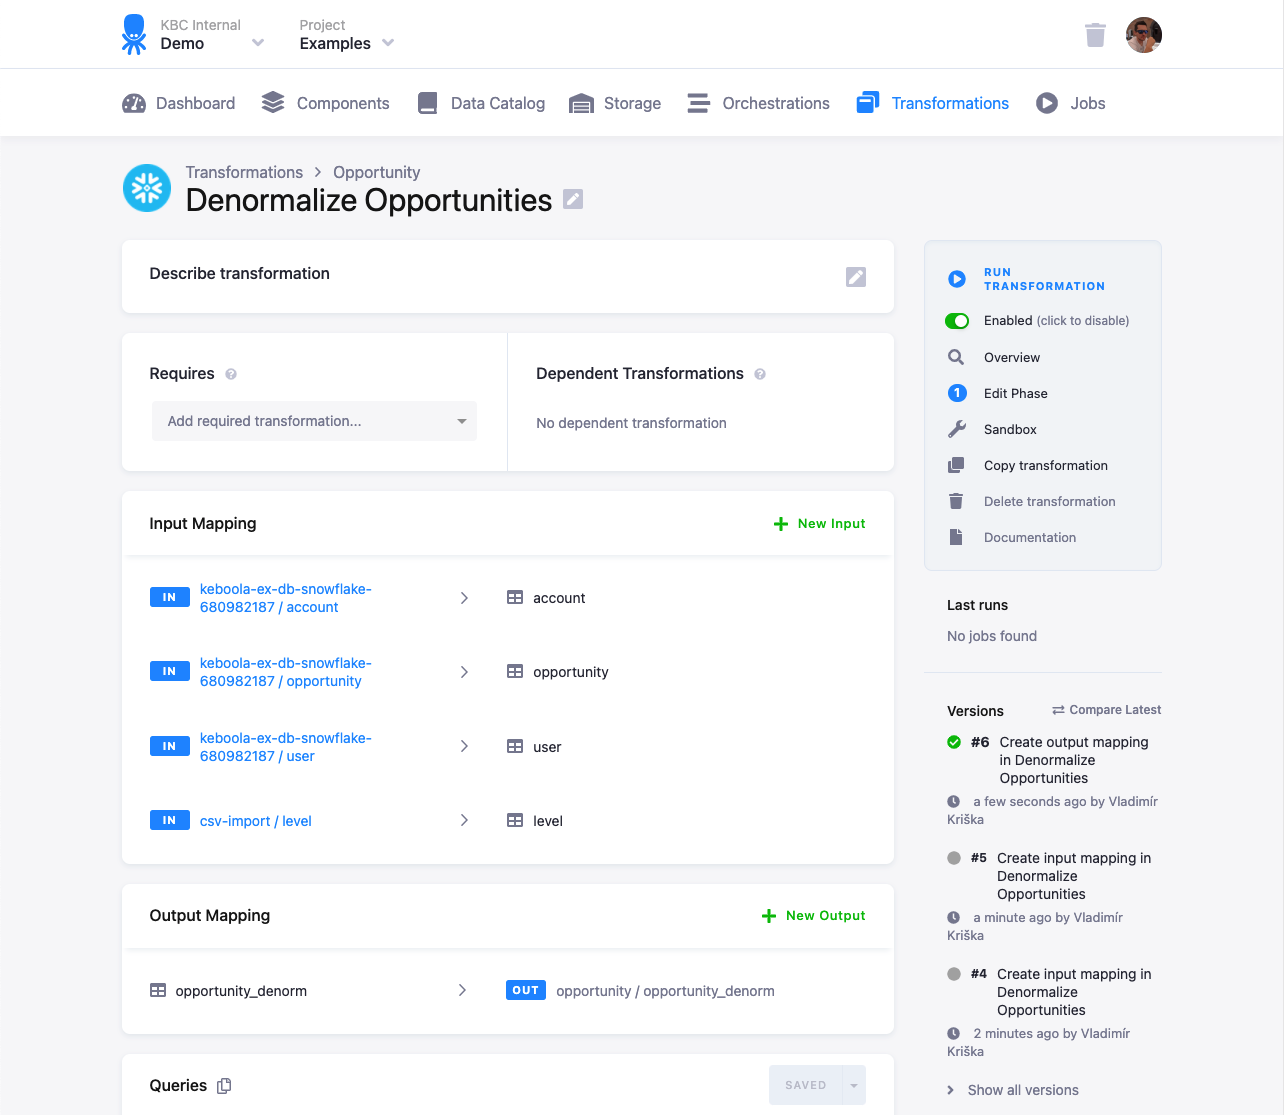 KBC Internal
Demo
Project
Examples
Dashboard
Components
Data Catalog
Storage
Orchestrations
Transformations
Jobs
Transformations > Opportunity
Denormalize Opportunities
Describe transformation
Requires ?
Add required transformation...
Dependent Transformations ?
No dependent transformation
Input Mapping
New Input
IN keboola-ex-db-snowflake-
680982187 / account
account
IN keboola-ex-db-snowflake-
680982187 / opportunity
opportunity
IN keboola-ex-db-snowflake-
680982187 / user
user
IN csv-import / level
level
Output Mapping
New Output
opportunity_denorm
OUT opportunity / opportunity_denorm
Queries
SAVED
RUN
TRANSFORMATION
Enabled (click to disable)
Overview
1 Edit Phase
Sandbox
Copy transformation
Delete transformation
Documentation
Last runs
No jobs found
Versions
Compare Latest
#6 Create output mapping
in Denormalize
Opportunities
a few seconds ago by Vladimír
Kriška
#5 Create input mapping in
Denormalize
Opportunities
a minute ago by Vladimír
Kriška
#4 Create input mapping in
Denormalize
Opportunities
2 minutes ago by Vladimír
Kriška
Show all versions